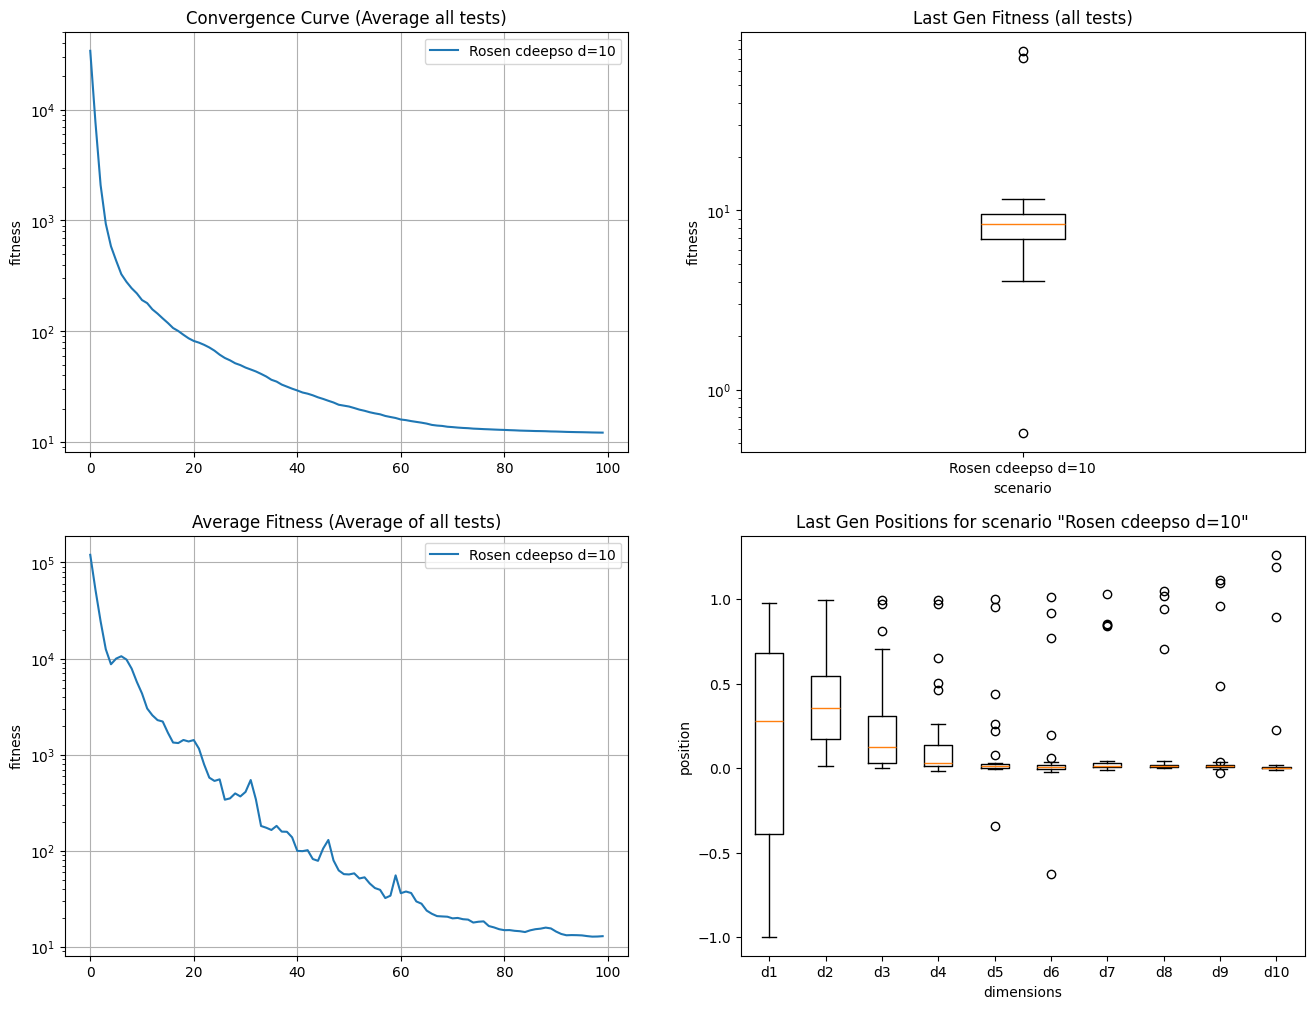 Convergence Curve (Average all tests)
Rosen cdeepso d=10
fitness
10^4
10^3
10^2
10^1
0 20 40 60 80 100
Last Gen Fitness (all tests)
fitness
10^1
10^0
Rosen cdeepso d=10
scenario
Average Fitness (Average of all tests)
Rosen cdeepso d=10
fitness
10^5
10^4
10^3
10^2
10^1
0 20 40 60 80 100
Last Gen Positions for scenario "Rosen cdeepso d=10"
position
1.0
0.5
0.0
−0.5
−1.0
d1 d2 d3 d4 d5 d6 d7 d8 d9 d10
dimensions